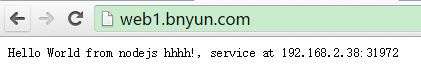 web1.bnyun.com
Hello World from nodejs hhhh!, service at 192.168.2.38:31972